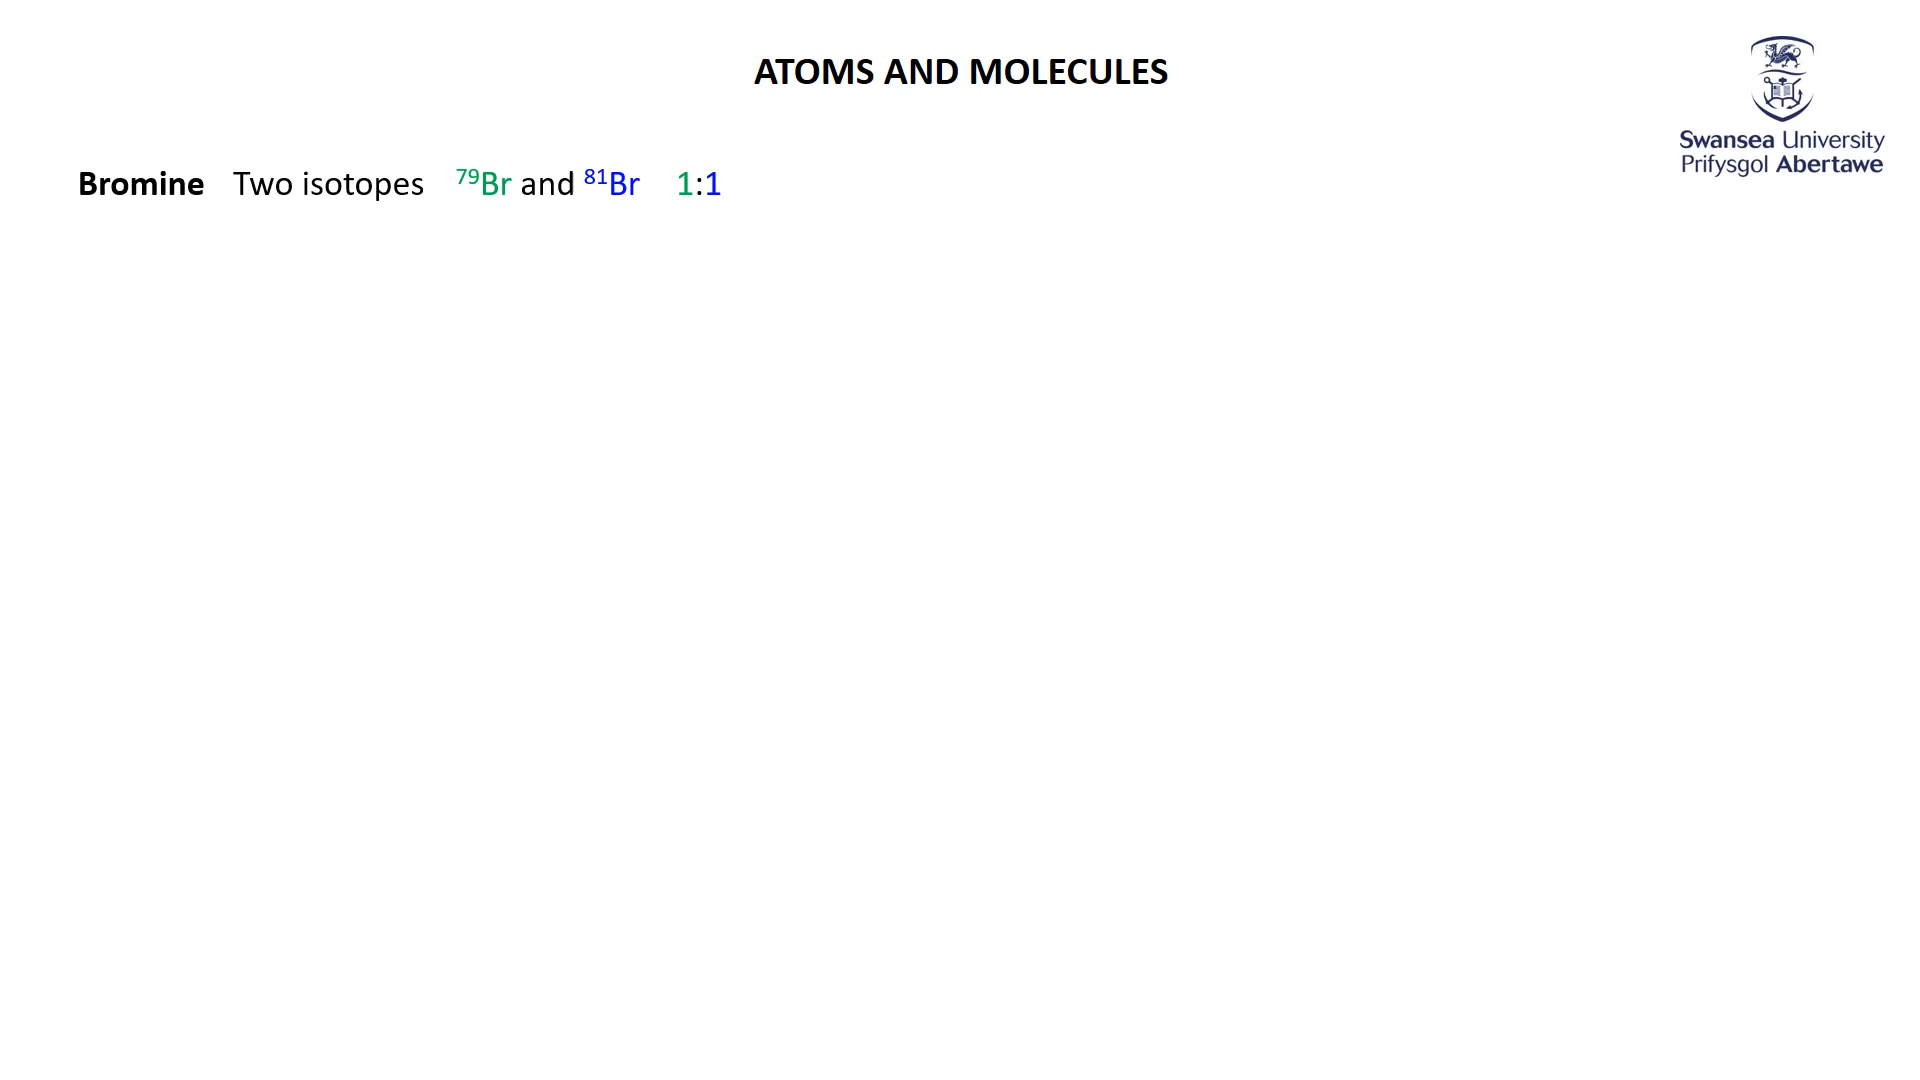 ATOMS AND MOLECULES
Swansea University
Prifysgol Abertawe
Bromine Two isotopes ⁷⁹Br and ⁸¹Br 1:1